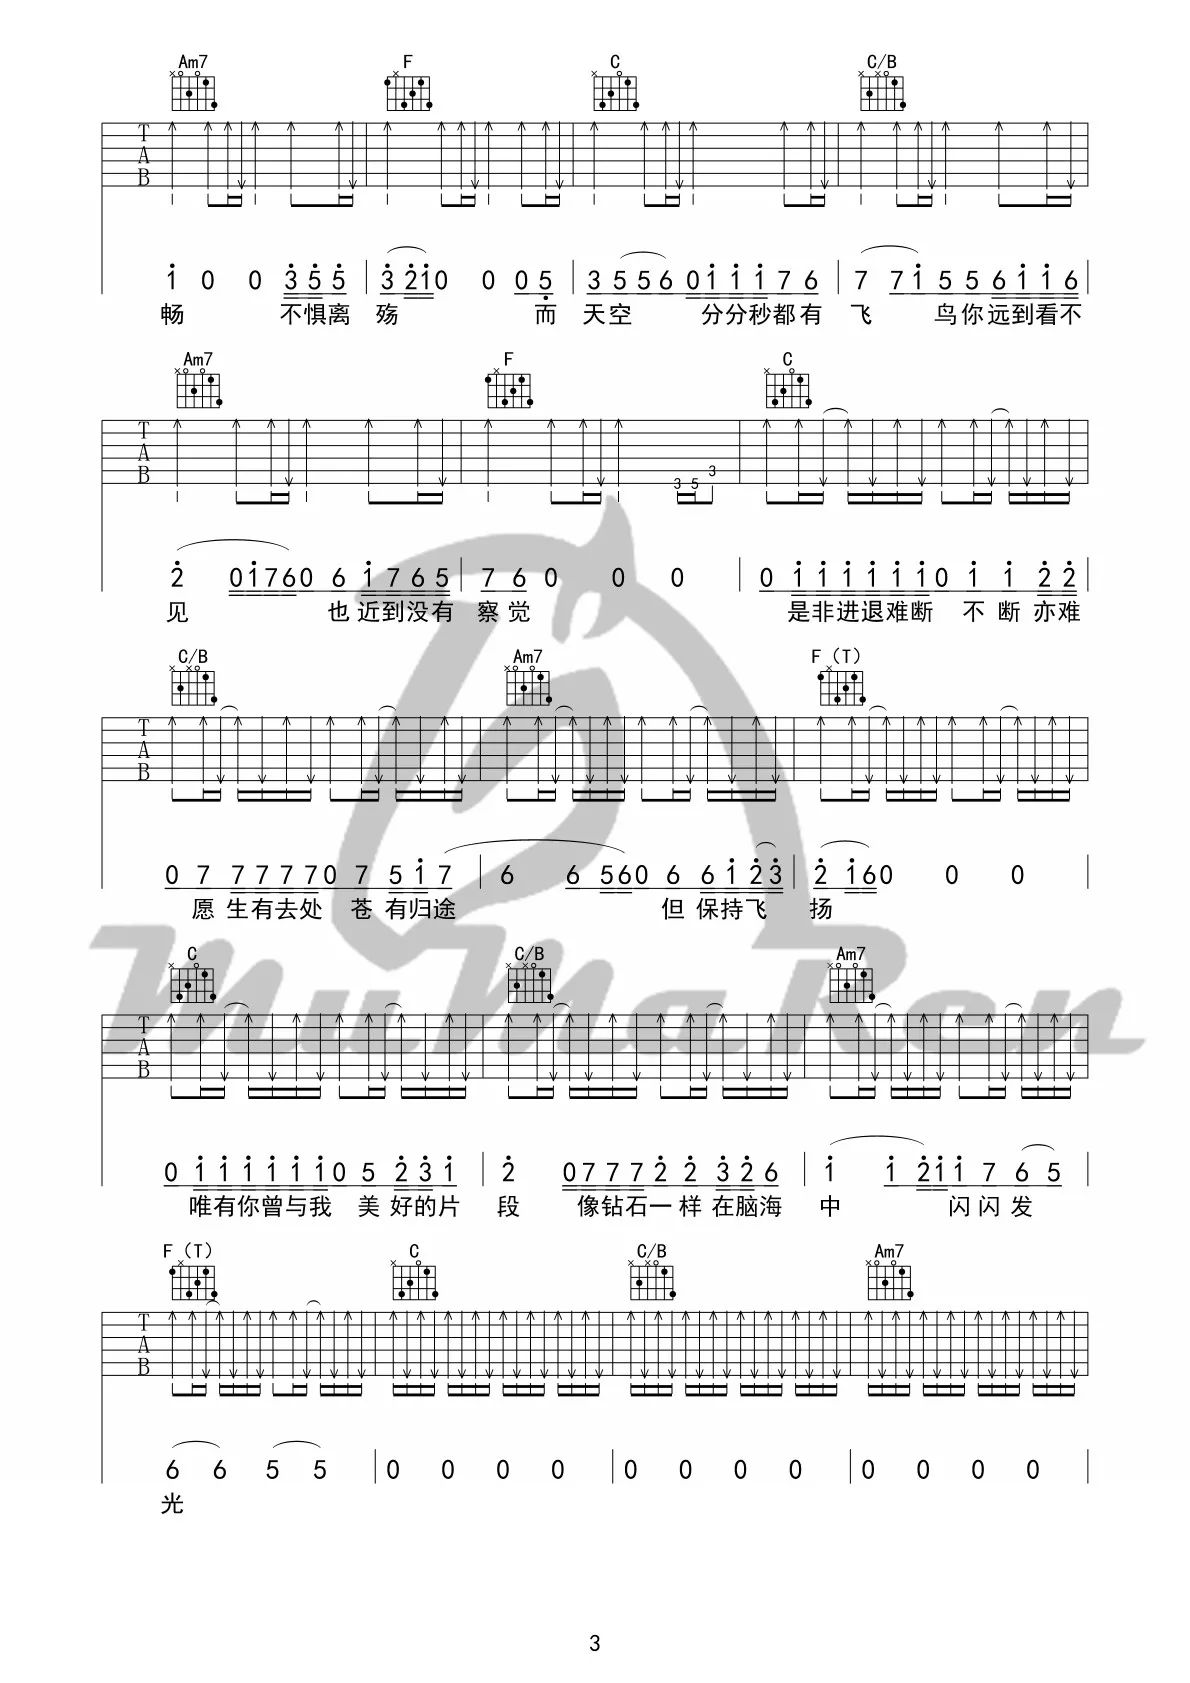 Am7 F C C/B
T
A
B
1 0 0 3 5 5 3 2 1 0 0 0 5 3 5 5 6 0 1 1 1 7 6 7 7 1 5 5 6 1 1 6
畅 不惧离 殇 而 天空 分分秒都有 飞 鸟你远到看不
Am7 F C
T
A
B
3 5 3
2 0 1 7 6 0 6 1 7 6 5 7 6 0 0 0 0 1 1 1 1 1 1 0 1 1 2 2
见 也近到没有 察觉 是非进退难断 不 断 亦难
C/B Am7 F（T）
T
A
B
0 7 7 7 7 7 0 7 5 1 7 6 6 5 6 0 6 6 1 2 3 2 1 6 0 0 0 0
愿 生有去处 苍 有归途 但 保持飞 扬
C C/B Am7
T
A
B
0 1 1 1 1 1 1 0 5 2 3 1 2 0 7 7 7 2 2 3 2 6 1 1 2 1 1 7 6 5
唯有你曾与我 美 好的片 段 像钻石一样 在脑海 中 闪闪 发
F（T） C C/B Am7
T
A
B
6 6 5 5 0 0 0 0 0 0 0 0 0 0 0 0
光
MuMaRen
3